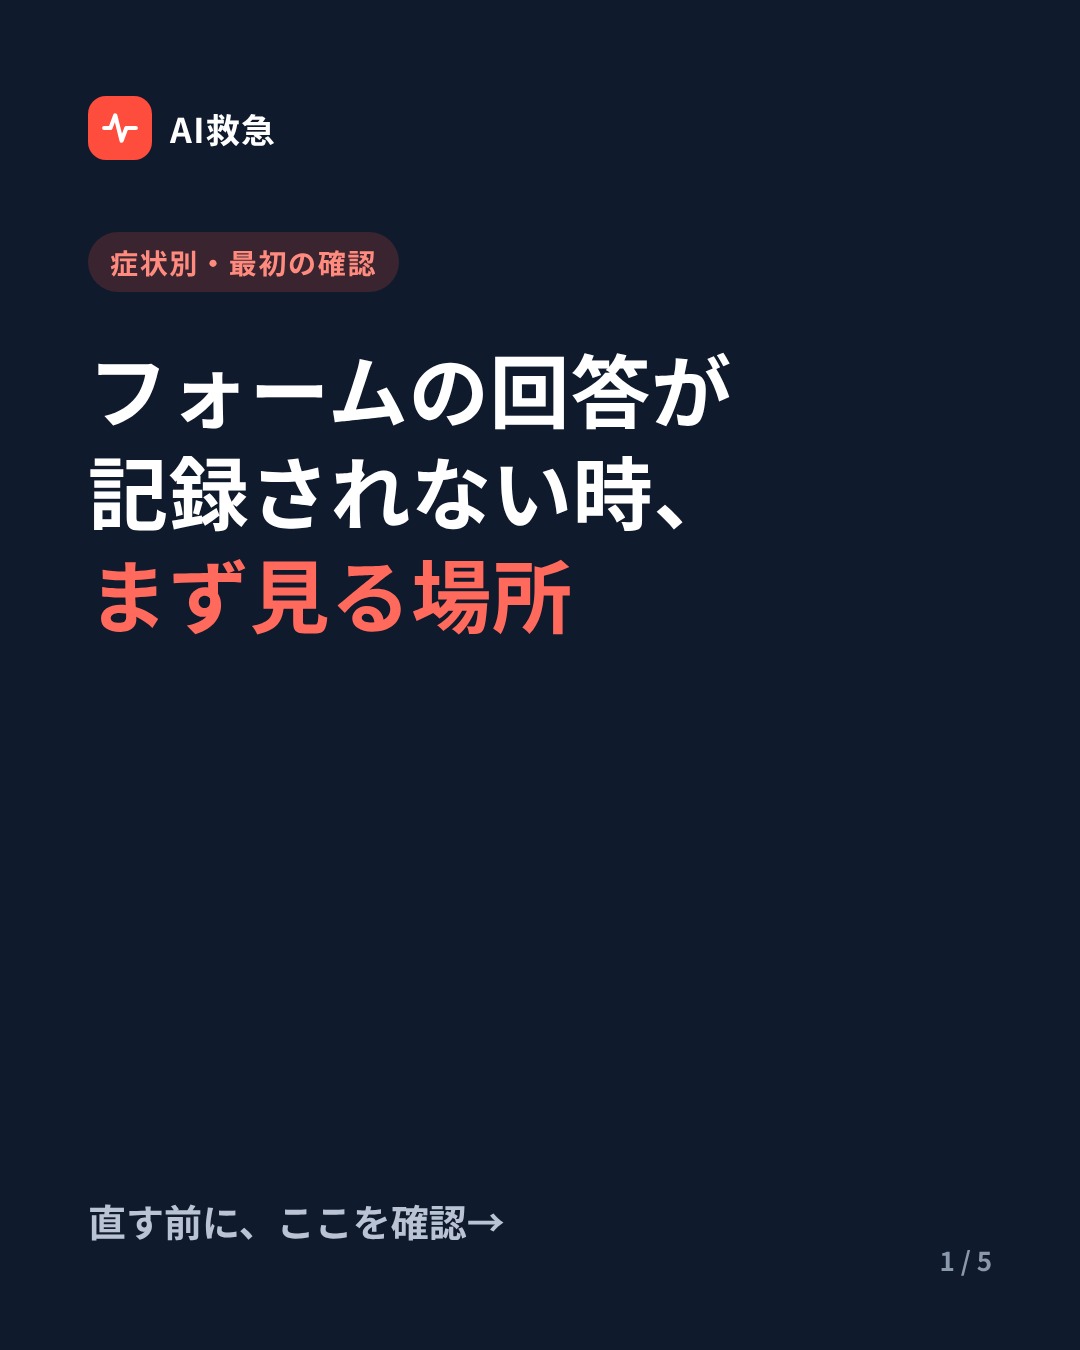 AI救急
症状別・最初の確認
フォームの回答が
記録されない時、
まず見る場所
直す前に、ここを確認→
1 / 5